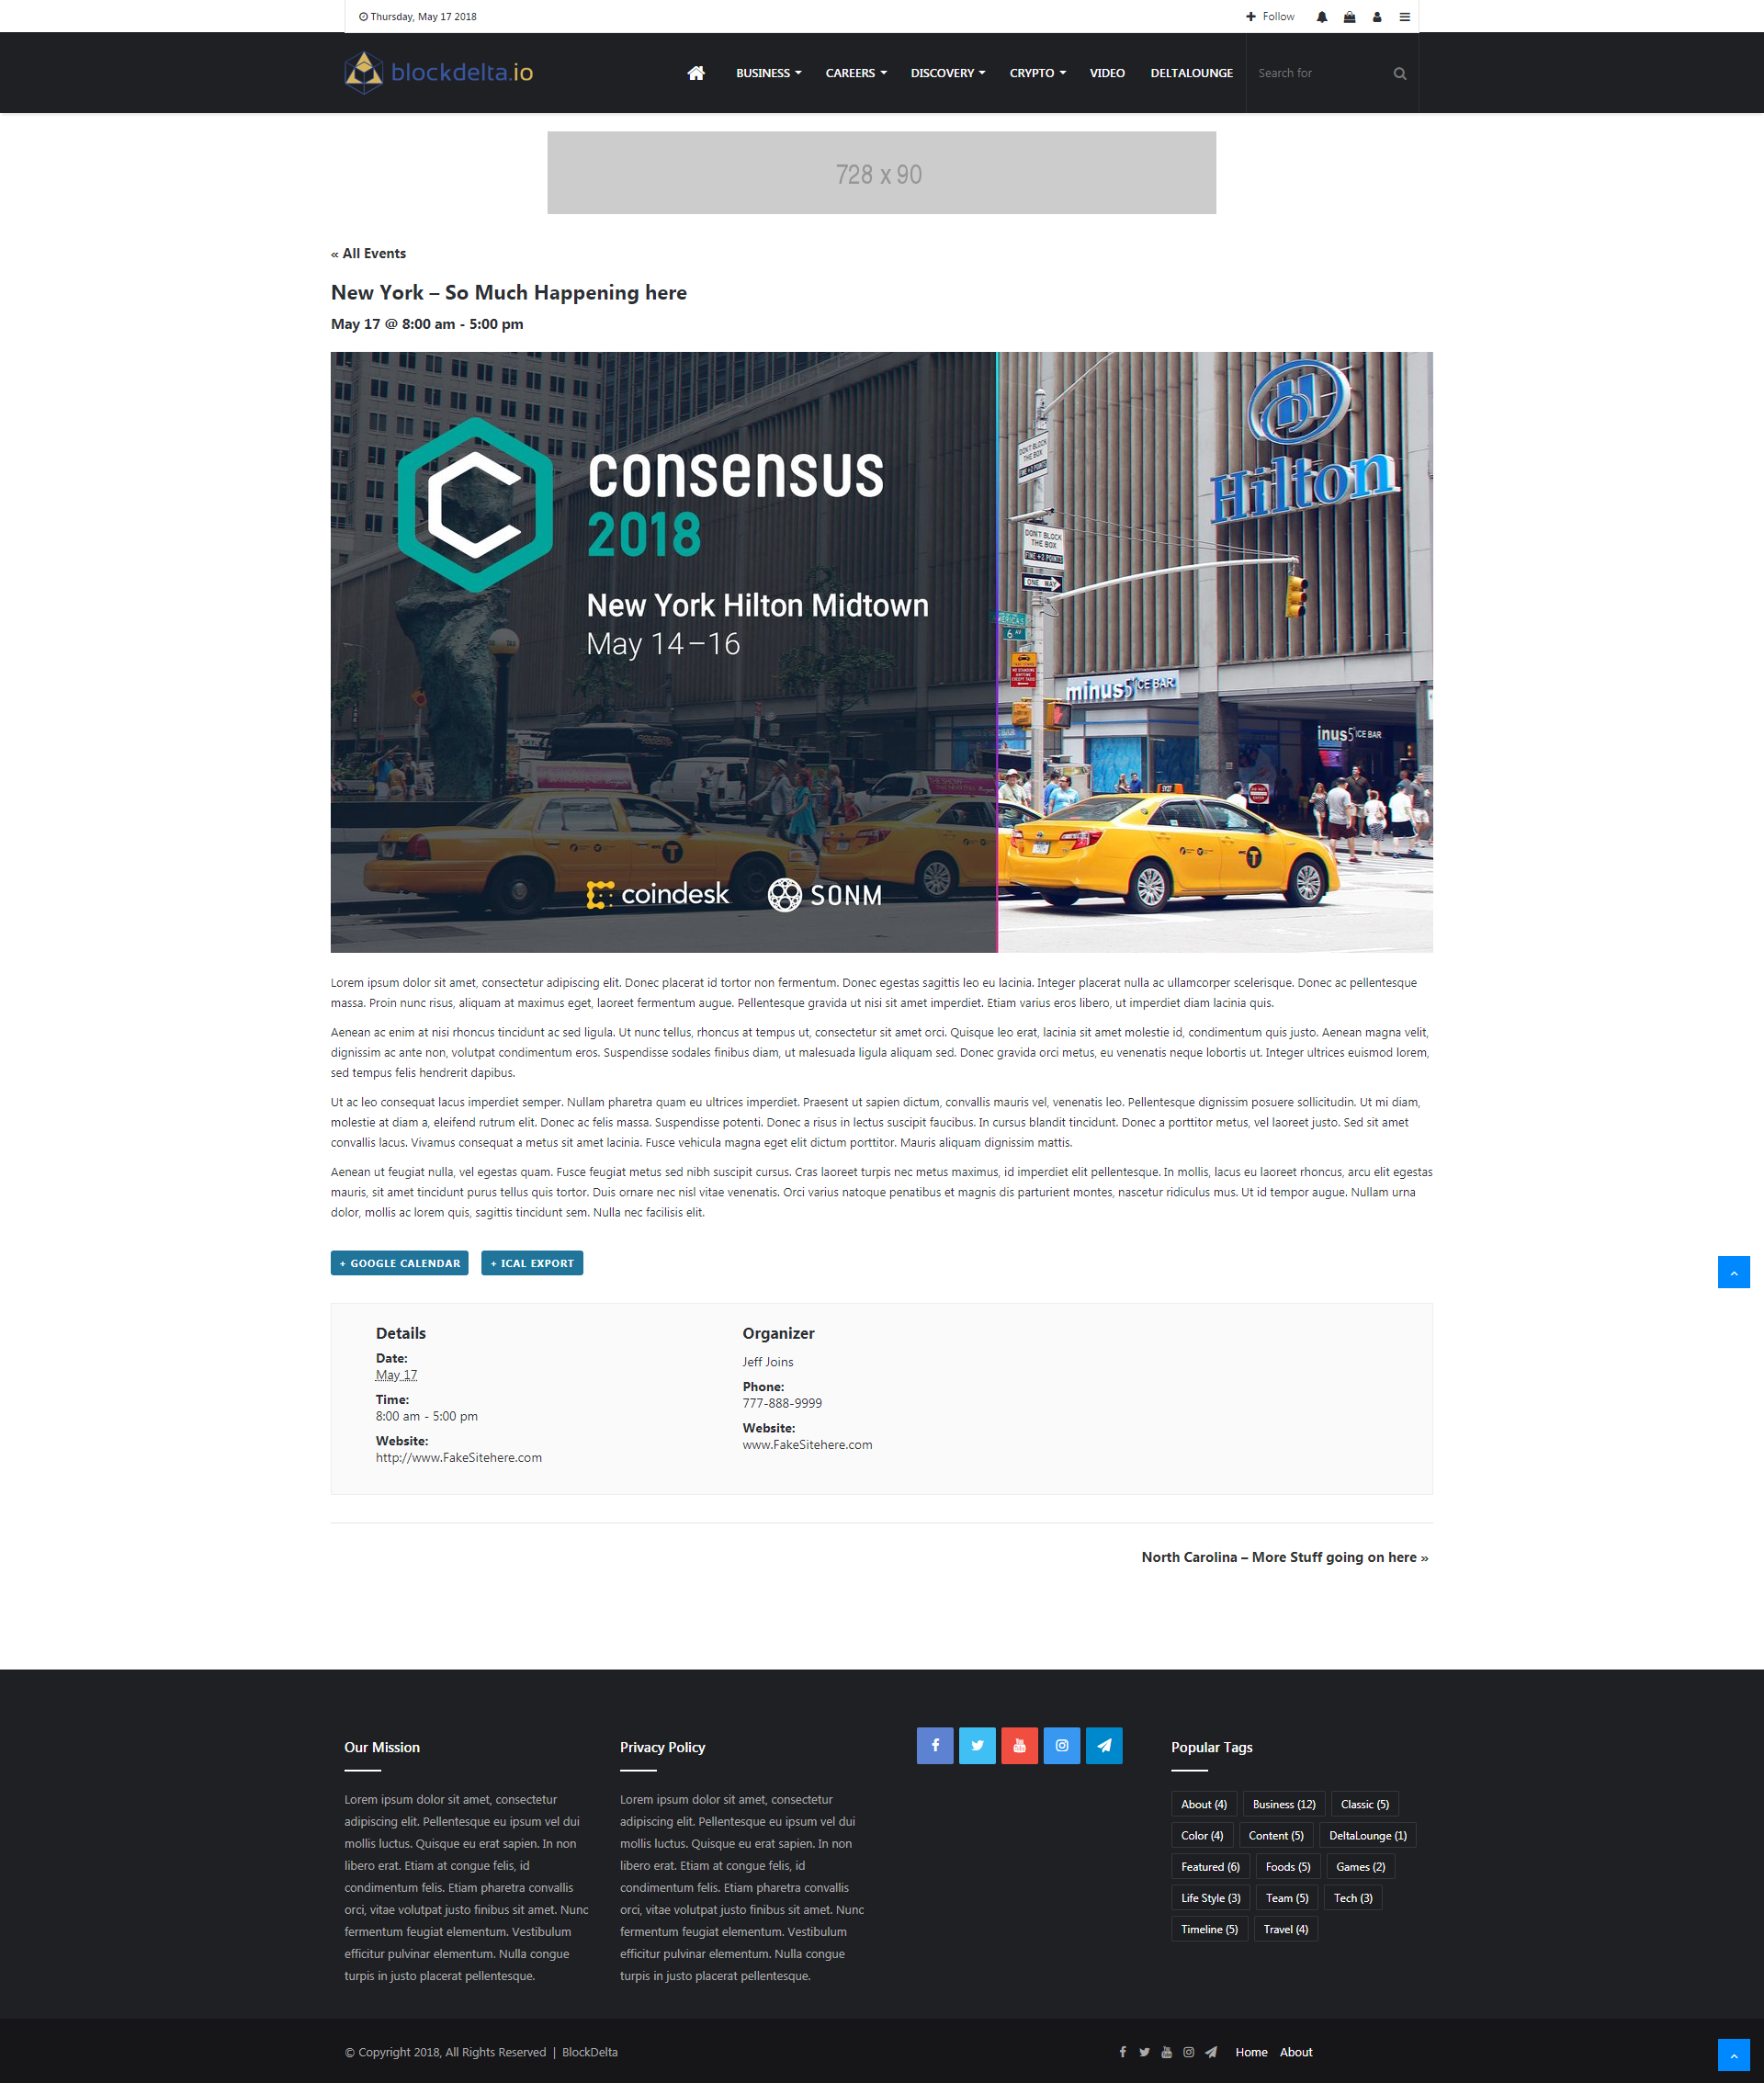 Thursday, May 17 2018
Follow
blockdelta.io
BUSINESS CAREERS DISCOVERY CRYPTO VIDEO DELTALOUNGE
Search for
728 x 90
« All Events
New York – So Much Happening here
May 17 @ 8:00 am - 5:00 pm
consensus
2018
New York Hilton Midtown
May 14–16
coindesk
SONM
Hilton
DON'T BLOCK
THE BOX
FINE +2 POINTS
DON'T BLOCK
THE BOX
FINE +2 POINTS
ONE WAY
6 AV
minus5° ICE BAR
inus5° ICE BAR
T
T
Lorem ipsum dolor sit amet, consectetur adipiscing elit. Donec placerat id tortor non fermentum. Donec egestas sagittis leo eu lacinia. Integer placerat nulla ac ullamcorper scelerisque. Donec ac pellentesque
massa. Proin nunc risus, aliquam at maximus eget, laoreet fermentum augue. Pellentesque gravida ut nisi sit amet imperdiet. Etiam varius eros libero, ut imperdiet diam lacinia quis.
Aenean ac enim at nisi rhoncus tincidunt ac sed ligula. Ut nunc tellus, rhoncus at tempus ut, consectetur sit amet orci. Quisque leo erat, lacinia sit amet molestie id, condimentum quis justo. Aenean magna velit,
dignissim ac ante non, volutpat condimentum eros. Suspendisse sodales finibus diam, ut malesuada ligula aliquam sed. Donec gravida orci metus, eu venenatis neque lobortis ut. Integer ultrices euismod lorem,
sed tempus felis hendrerit dapibus.
Ut ac leo consequat lacus imperdiet semper. Nullam pharetra quam eu ultrices imperdiet. Praesent ut sapien dictum, convallis mauris vel, venenatis leo. Pellentesque dignissim posuere sollicitudin. Ut mi diam,
molestie at diam a, eleifend rutrum elit. Donec ac felis massa. Suspendisse potenti. Donec a risus in lectus suscipit faucibus. In cursus blandit tincidunt. Donec a porttitor metus, vel laoreet justo. Sed sit amet
convallis lacus. Vivamus consequat a metus sit amet lacinia. Fusce vehicula magna eget elit dictum porttitor. Mauris aliquam dignissim mattis.
Aenean ut feugiat nulla, vel egestas quam. Fusce feugiat metus sed nibh suscipit cursus. Cras laoreet turpis nec metus maximus, id imperdiet elit pellentesque. In mollis, lacus eu laoreet rhoncus, arcu elit egestas
mauris, sit amet tincidunt purus tellus quis tortor. Duis ornare nec nisl vitae venenatis. Orci varius natoque penatibus et magnis dis parturient montes, nascetur ridiculus mus. Ut id tempor augue. Nullam urna
dolor, mollis ac lorem quis, sagittis tincidunt sem. Nulla nec facilisis elit.
+ GOOGLE CALENDAR
+ ICAL EXPORT
Details
Date:
May 17
Time:
8:00 am - 5:00 pm
Website:
http://www.FakeSitehere.com
Organizer
Jeff Joins
Phone:
777-888-9999
Website:
www.FakeSitehere.com
North Carolina – More Stuff going on here »
Our Mission
Lorem ipsum dolor sit amet, consectetur
adipiscing elit. Pellentesque eu ipsum vel dui
mollis luctus. Quisque eu erat sapien. In non
libero erat. Etiam at congue felis, id
condimentum felis. Etiam pharetra convallis
orci, vitae volutpat justo finibus sit amet. Nunc
fermentum feugiat elementum. Vestibulum
efficitur pulvinar elementum. Nulla congue
turpis in justo placerat pellentesque.
Privacy Policy
Lorem ipsum dolor sit amet, consectetur
adipiscing elit. Pellentesque eu ipsum vel dui
mollis luctus. Quisque eu erat sapien. In non
libero erat. Etiam at congue felis, id
condimentum felis. Etiam pharetra convallis
orci, vitae volutpat justo finibus sit amet. Nunc
fermentum feugiat elementum. Vestibulum
efficitur pulvinar elementum. Nulla congue
turpis in justo placerat pellentesque.
Popular Tags
About (4) Business (12) Classic (5)
Color (4) Content (5) DeltaLounge (1)
Featured (6) Foods (5) Games (2)
Life Style (3) Team (5) Tech (3)
Timeline (5) Travel (4)
© Copyright 2018, All Rights Reserved | BlockDelta
Home About